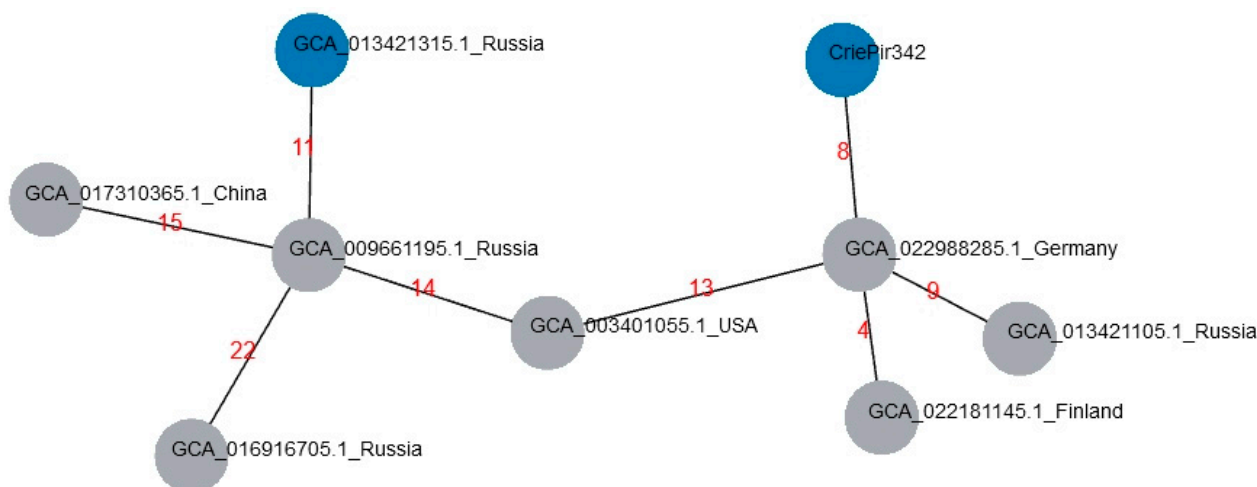 GCA_013421315.1_Russia
CriePir342
11
8
GCA_017310365.1_China
15
GCA_009661195.1_Russia
GCA_022988285.1_Germany
14
13
9
GCA_003401055.1_USA
4
GCA_013421105.1_Russia
22
GCA_022181145.1_Finland
GCA_016916705.1_Russia